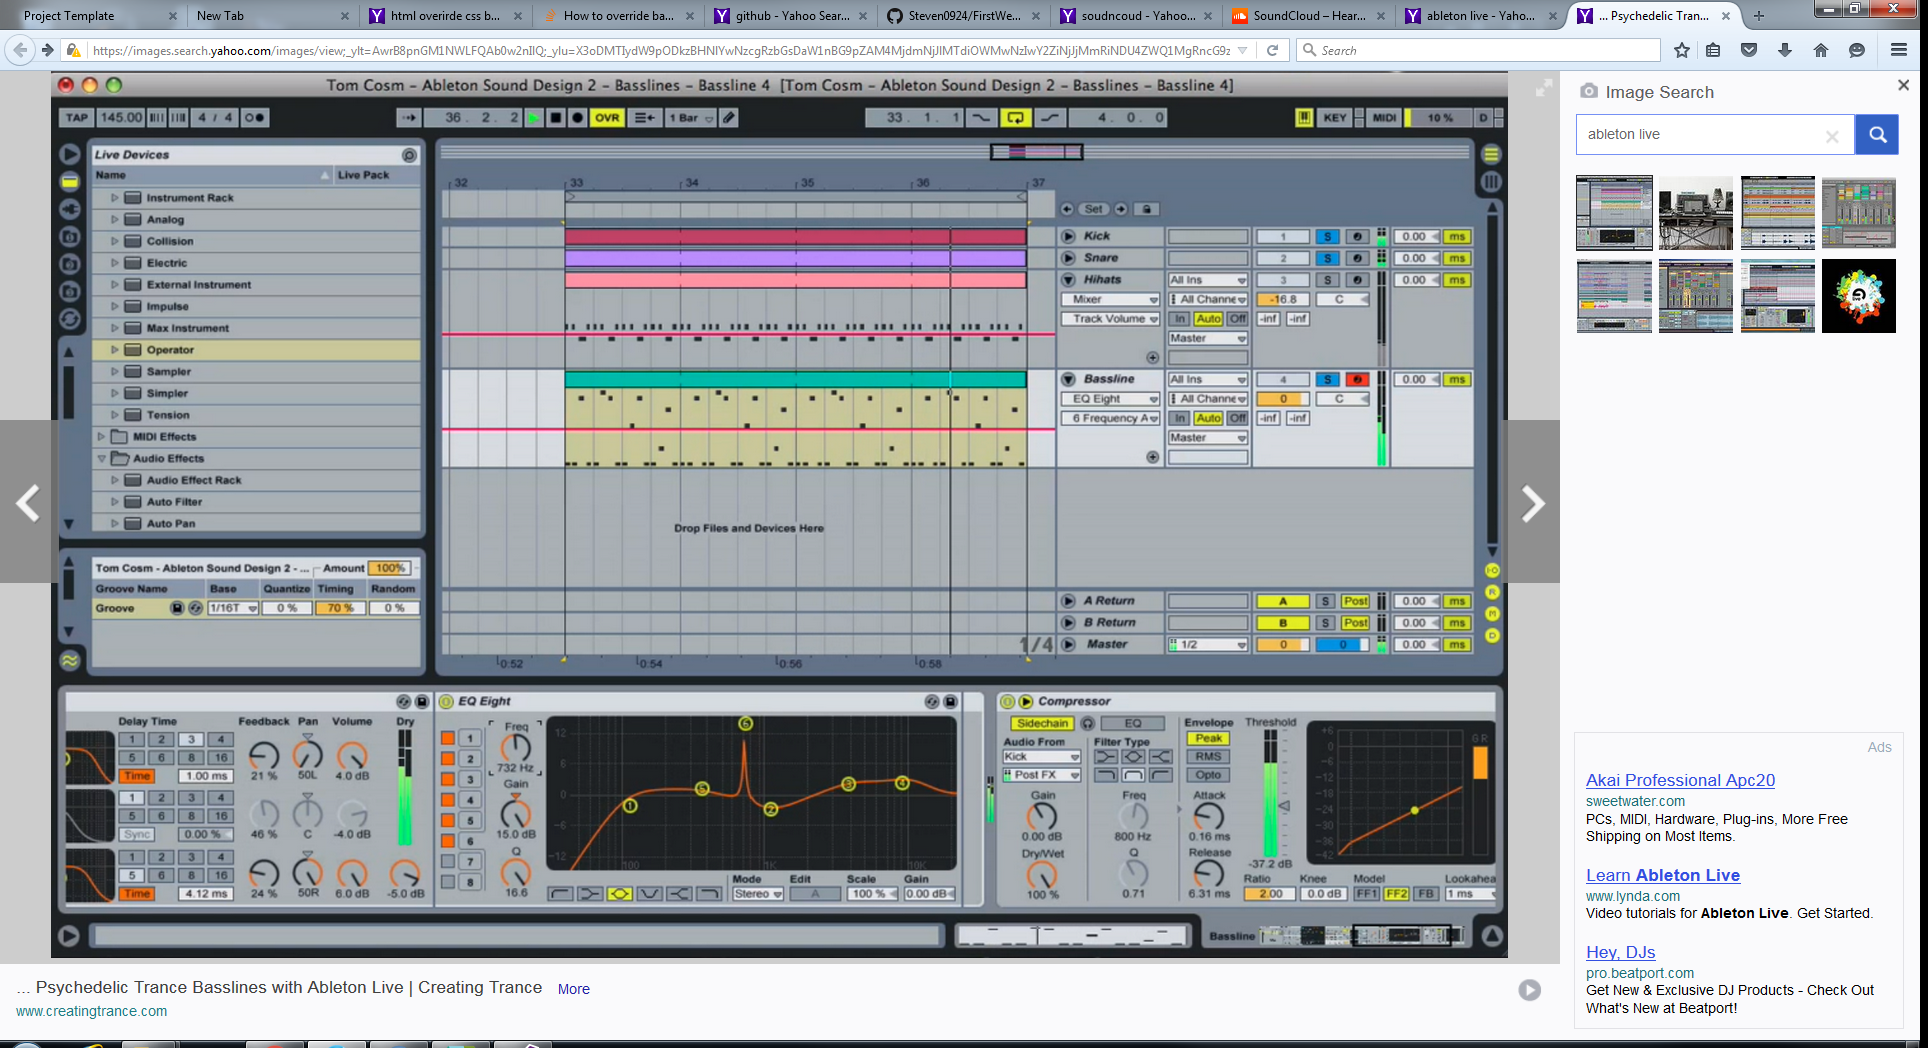 Project Template
New Tab
html overirde css b...
How to override ba...
github - Yahoo Sear...
Steven0924/FirstWe...
soudncoud - Yahoo...
SoundCloud – Hear...
ableton live - Yaho...
... Psychedelic Tran...
Search
Tom Cosm - Ableton Sound Design 2 - Basslines - Bassline 4 [Tom Cosm - Ableton Sound Design 2 - Basslines - Bassline 4]
TAP 145.00 4 / 4 36. 2. 2 OVR 1 Bar 33. 1. 1 4. 0. 0 KEY MIDI 10 % D
Live Devices
Name Live Pack
Instrument Rack
Analog
Collision
Electric
External Instrument
Impulse
Max Instrument
Operator
Sampler
Simpler
Tension
MIDI Effects
Audio Effects
Audio Effect Rack
Auto Filter
Auto Pan
Tom Cosm - Ableton Sound Design 2 - ... Amount 100%
Groove Name Base Quantize Timing Random
Groove 1/16T 0 % 70 % 0 %
32 33 34 35 36 37
Set
Kick 1 S 0.00 ms
Snare 2 S 0.00 ms
Hihats All Ins 3 S 0.00 ms
Mixer All Channe -16.8 C
Track Volume In Auto Off -inf -inf
Master
Bassline All Ins 4 S 0.00 ms
EQ Eight All Channe 0 C
6 Frequency A In Auto Off -inf -inf
Master
Drop Files and Devices Here
A Return A S Post 0.00 ms
B Return B S Post 0.00 ms
1/4 Master 1/2 0 0 0.00 ms
0:52 0:54 0:56 0:58
I·O
R
M
D
Delay Time Feedback Pan Volume Dry
1 2 3 4
5 6 8 16
Time 1.00 ms 21 % 50L 4.0 dB
1 2 3 4
5 6 8 16
Sync 0.00 % 46 % C -4.0 dB
1 2 3 4
5 6 8 16
Time 4.12 ms 24 % 50R 6.0 dB -5.0 dB
EQ Eight
1 2 3 4 5 6 7 8
Freq
732 Hz
Gain
15.0 dB
Q
16.6
12 6 0 -6 -12
100 1K 10K
1 5 6 2 3 4
Mode Edit Scale Gain
Stereo A 100 % 0.00 dB
Compressor
Sidechain EQ
Audio From Filter Type
Kick
Post FX
Gain Freq
0.00 dB 800 Hz
Dry/Wet Q
100 % 0.71
Envelope Threshold
Peak
RMS
Opto
Attack
0.16 ms
Release
6.31 ms
-37.2 dB
Ratio Knee Model Lookahea
2.00 0.0 dB FF1 FF2 FB 1 ms
+6 0 -6 -12 -18 -24 -30 -36 -42
GR
Bassline
... Psychedelic Trance Basslines with Ableton Live | Creating Trance More
www.creatingtrance.com
Image Search
ableton live
Ads
Akai Professional Apc20
sweetwater.com
PCs, MIDI, Hardware, Plug-ins, More Free
Shipping on Most Items.
Learn Ableton Live
www.lynda.com
Video tutorials for Ableton Live. Get Started.
Hey, DJs
pro.beatport.com
Get New & Exclusive DJ Products - Check Out
What's New at Beatport!